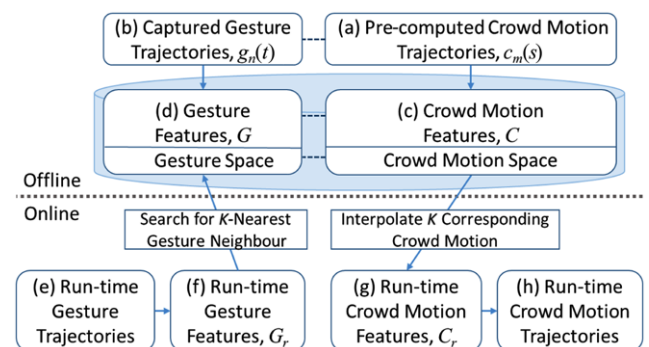 (b) Captured Gesture
Trajectories, gₙ(t)
(a) Pre-computed Crowd Motion
Trajectories, cₘ(s)
(d) Gesture
Features, G
Gesture Space
(c) Crowd Motion
Features, C
Crowd Motion Space
Offline
Online
Search for K-Nearest
Gesture Neighbour
Interpolate K Corresponding
Crowd Motion
(e) Run-time
Gesture
Trajectories
(f) Run-time
Gesture
Features, Gᵣ
(g) Run-time
Crowd Motion
Features, Cᵣ
(h) Run-time
Crowd Motion
Trajectories